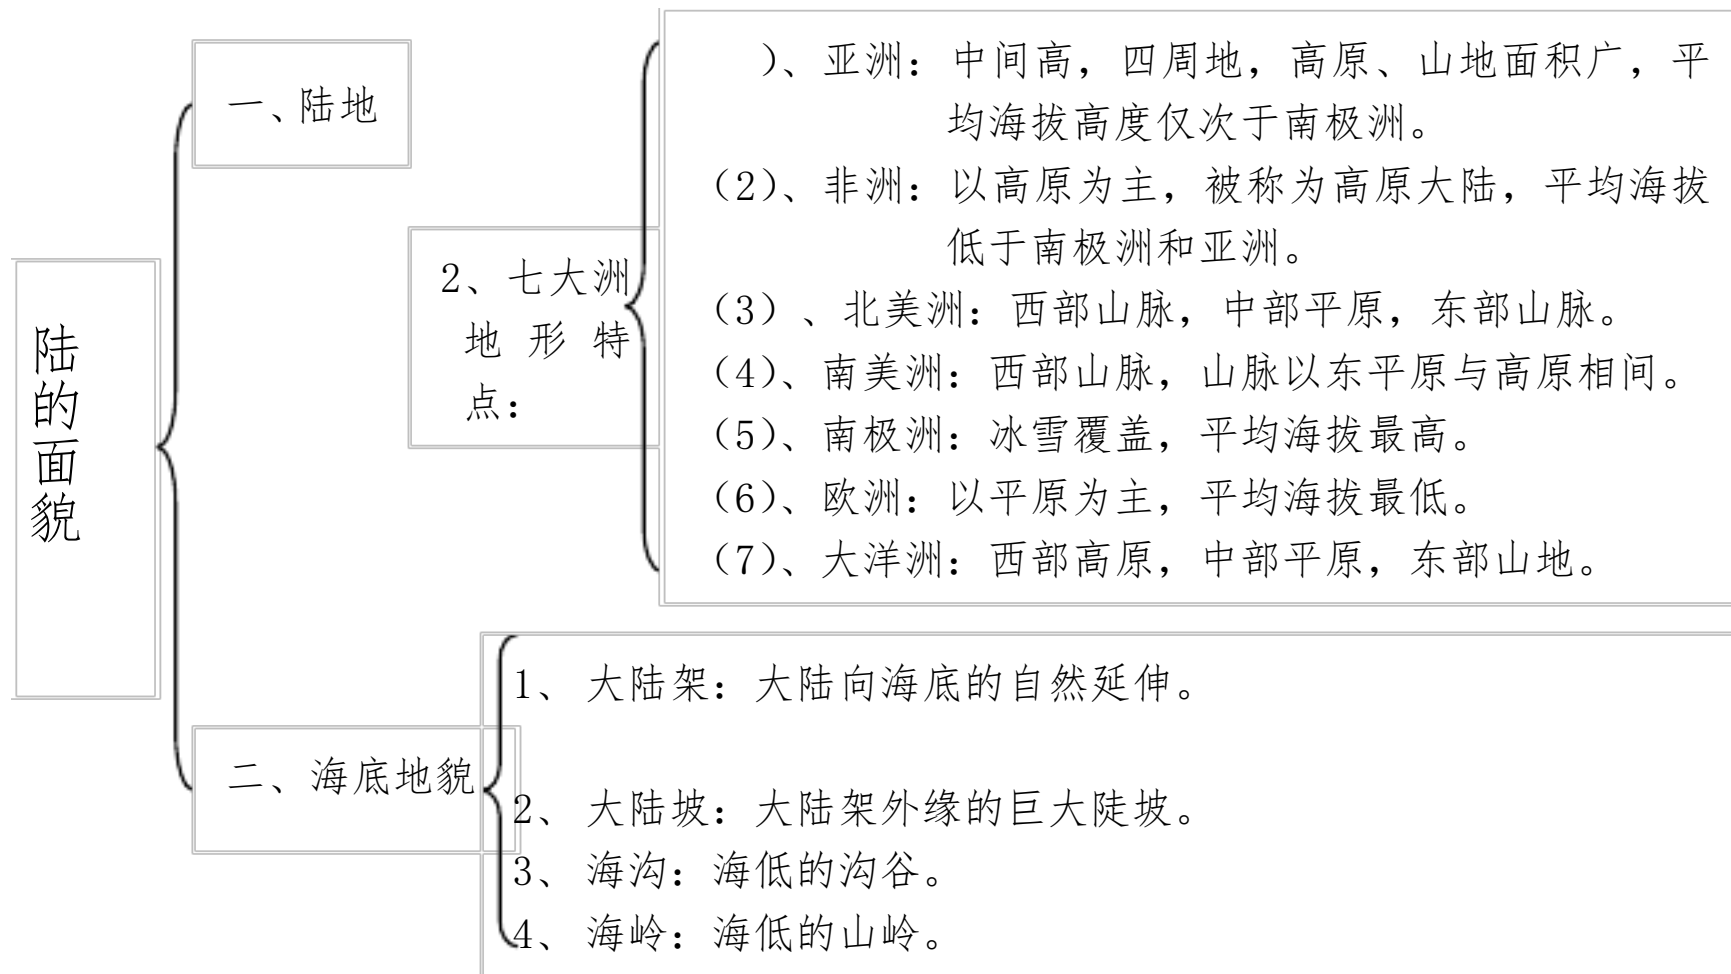 陆的面貌
一、陆地
2、七大洲
地形特
点：
）、亚洲：中间高，四周地，高原、山地面积广，平
均海拔高度仅次于南极洲。
（2）、非洲：以高原为主，被称为高原大陆，平均海拔
低于南极洲和亚洲。
（3）、北美洲：西部山脉，中部平原，东部山脉。
（4）、南美洲：西部山脉，山脉以东平原与高原相间。
（5）、南极洲：冰雪覆盖，平均海拔最高。
（6）、欧洲：以平原为主，平均海拔最低。
（7）、大洋洲：西部高原，中部平原，东部山地。
二、海底地貌
1、 大陆架：大陆向海底的自然延伸。
2、 大陆坡：大陆架外缘的巨大陡坡。
3、 海沟：海低的沟谷。
4、 海岭：海低的山岭。